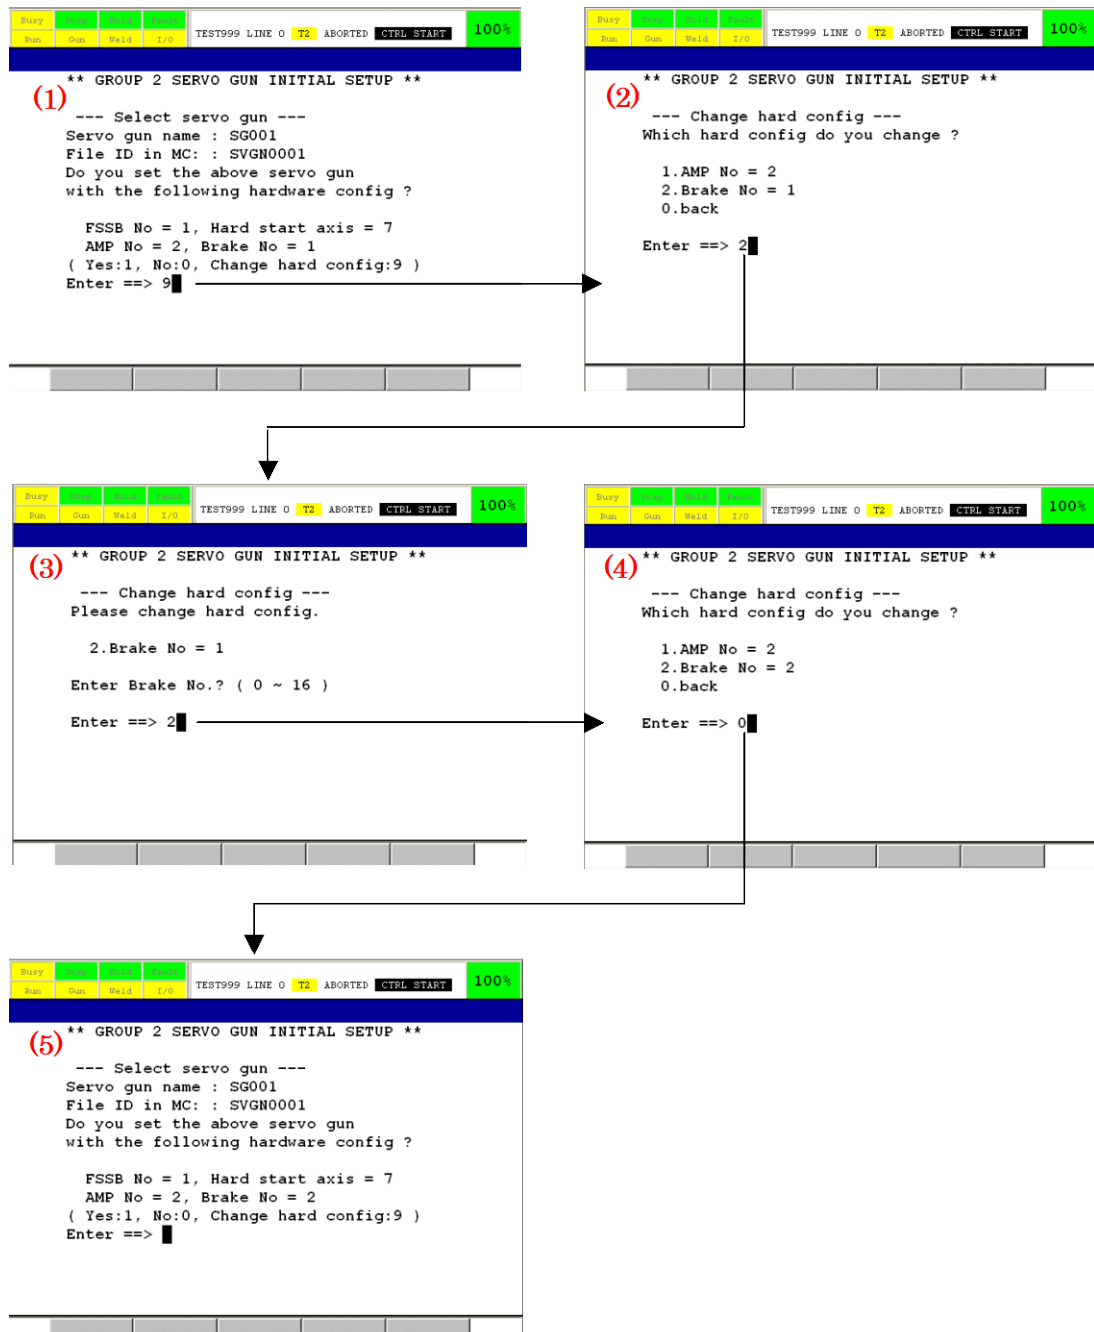 Busy Step Hold Fault
Run Gun Weld I/O
TEST999 LINE 0 T2 ABORTED CTRL START 100%
** GROUP 2 SERVO GUN INITIAL SETUP **
(1)
--- Select servo gun ---
Servo gun name : SG001
File ID in MC: : SVGN0001
Do you set the above servo gun
with the following hardware config ?
FSSB No = 1, Hard start axis = 7
AMP No = 2, Brake No = 1
( Yes:1, No:0, Change hard config:9 )
Enter ==> 9
Busy Step Hold Fault
Run Gun Weld I/O
TEST999 LINE 0 T2 ABORTED CTRL START 100%
** GROUP 2 SERVO GUN INITIAL SETUP **
(2)
--- Change hard config ---
Which hard config do you change ?
1.AMP No = 2
2.Brake No = 1
0.back
Enter ==> 2
Busy Step Hold Fault
Run Gun Weld I/O
TEST999 LINE 0 T2 ABORTED CTRL START 100%
** GROUP 2 SERVO GUN INITIAL SETUP **
(3)
--- Change hard config ---
Please change hard config.
2.Brake No = 1
Enter Brake No.? ( 0 ~ 16 )
Enter ==> 2
Busy Step Hold Fault
Run Gun Weld I/O
TEST999 LINE 0 T2 ABORTED CTRL START 100%
** GROUP 2 SERVO GUN INITIAL SETUP **
(4)
--- Change hard config ---
Which hard config do you change ?
1.AMP No = 2
2.Brake No = 2
0.back
Enter ==> 0
Busy Step Hold Fault
Run Gun Weld I/O
TEST999 LINE 0 T2 ABORTED CTRL START 100%
** GROUP 2 SERVO GUN INITIAL SETUP **
(5)
--- Select servo gun ---
Servo gun name : SG001
File ID in MC: : SVGN0001
Do you set the above servo gun
with the following hardware config ?
FSSB No = 1, Hard start axis = 7
AMP No = 2, Brake No = 2
( Yes:1, No:0, Change hard config:9 )
Enter ==>